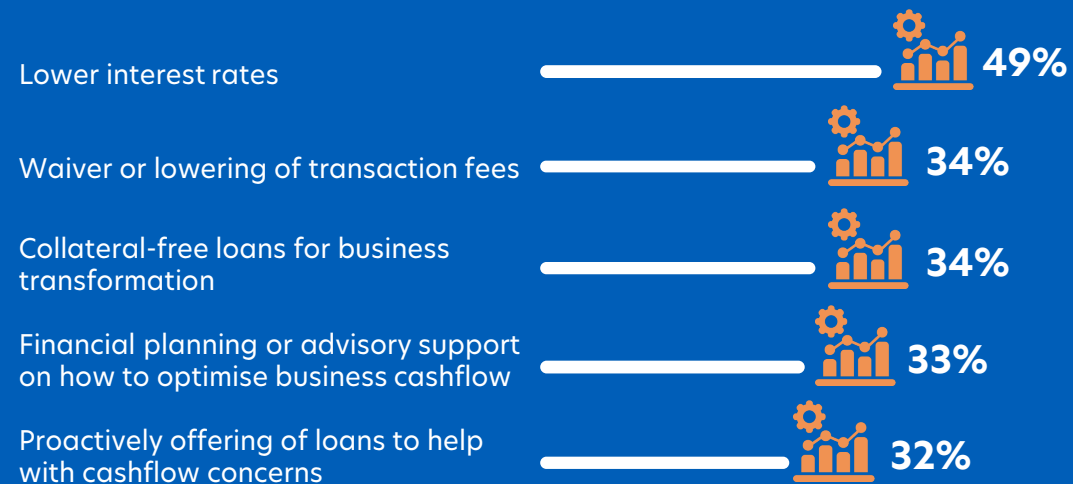 Lower interest rates
49%
Waiver or lowering of transaction fees
34%
Collateral-free loans for business
transformation
34%
Financial planning or advisory support
on how to optimise business cashflow
33%
Proactively offering of loans to help
with cashflow concerns
32%